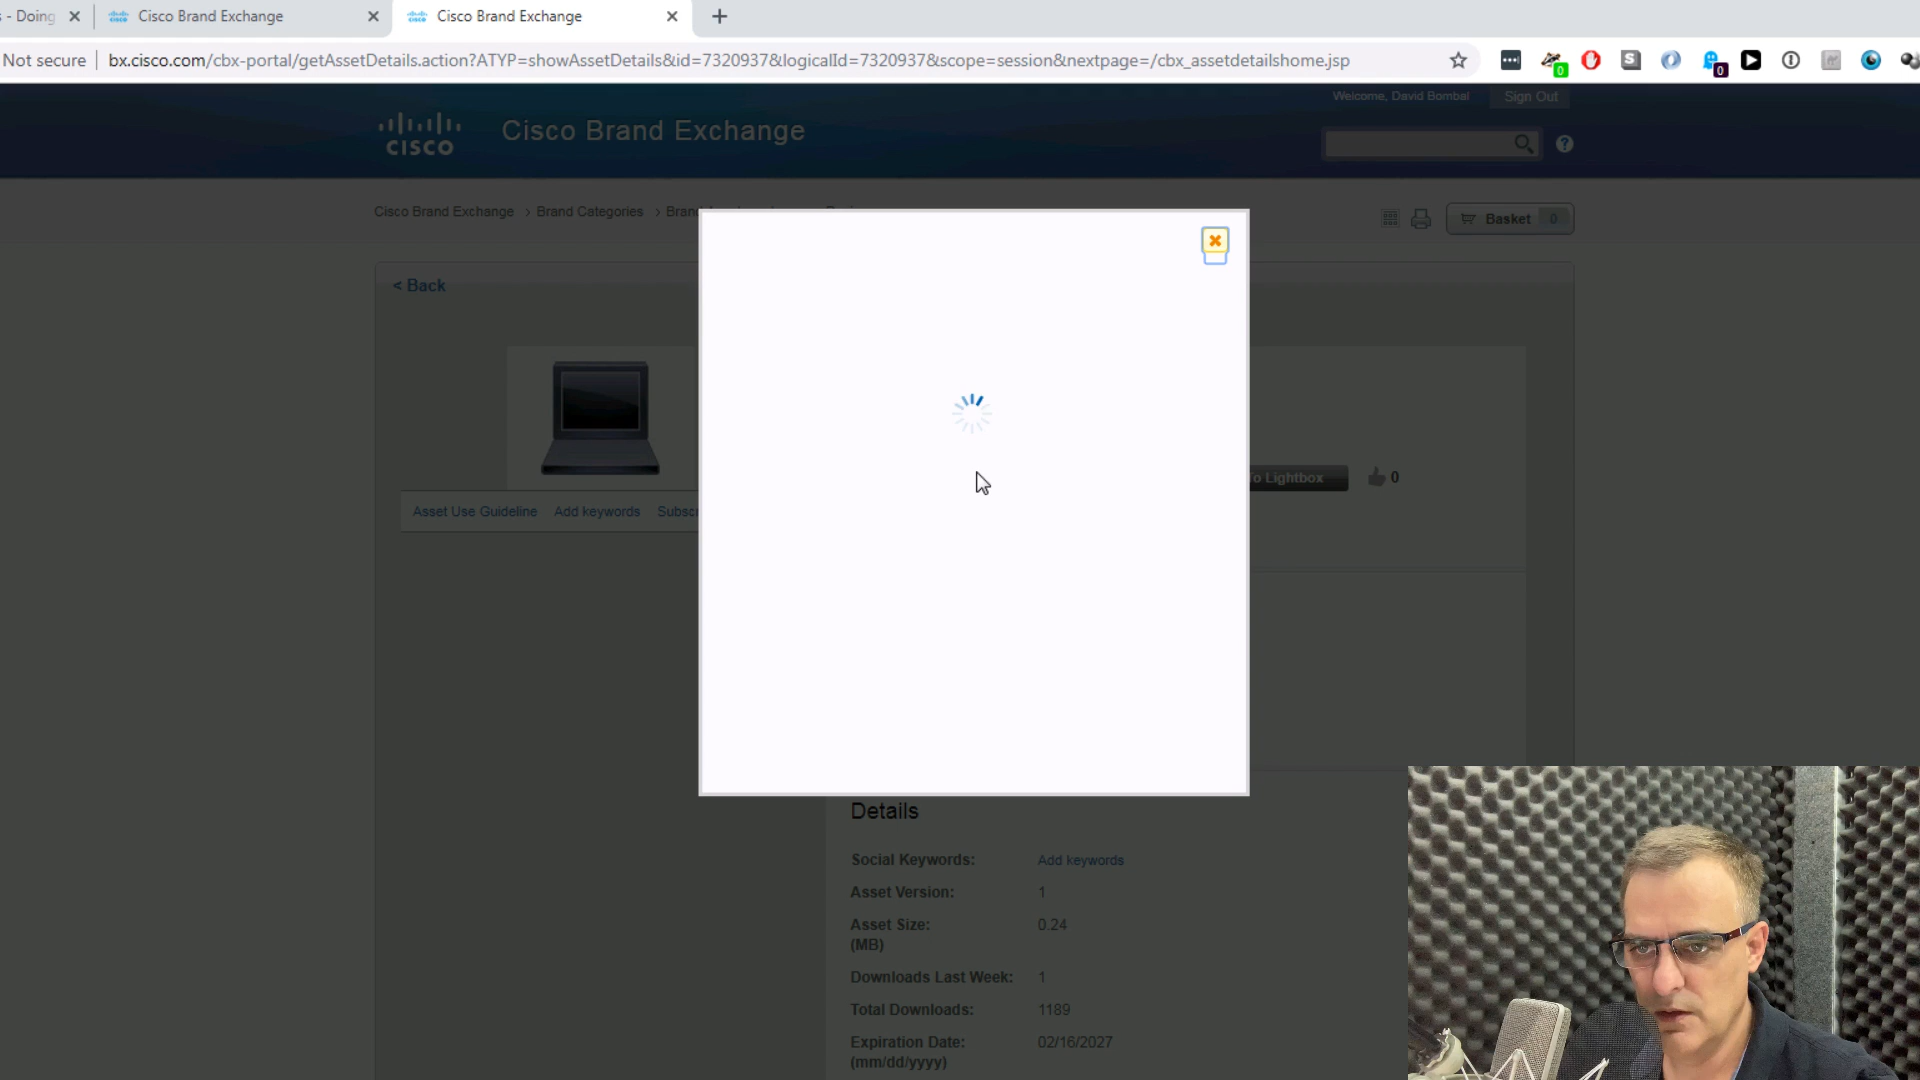 - Doing
Cisco Brand Exchange
Cisco Brand Exchange
Not secure
bx.cisco.com/cbx-portal/getAssetDetails.action?ATYP=showAssetDetails&id=7320937&logicalId=7320937&scope=session&nextpage=/cbx_assetdetailshome.jsp
0
S
0
Welcome, David Bombal
Sign Out
CISCO
Cisco Brand Exchange
?
Cisco Brand Exchange › Brand Categories ›
Basket 0
< Back
To Lightbox
0
Asset Use Guideline Add keywords
Details
Social Keywords: Add keywords
Asset Version: 1
Asset Size: 0.24
(MB)
Downloads Last Week: 1
Total Downloads: 1189
Expiration Date: 02/16/2027
(mm/dd/yyyy)